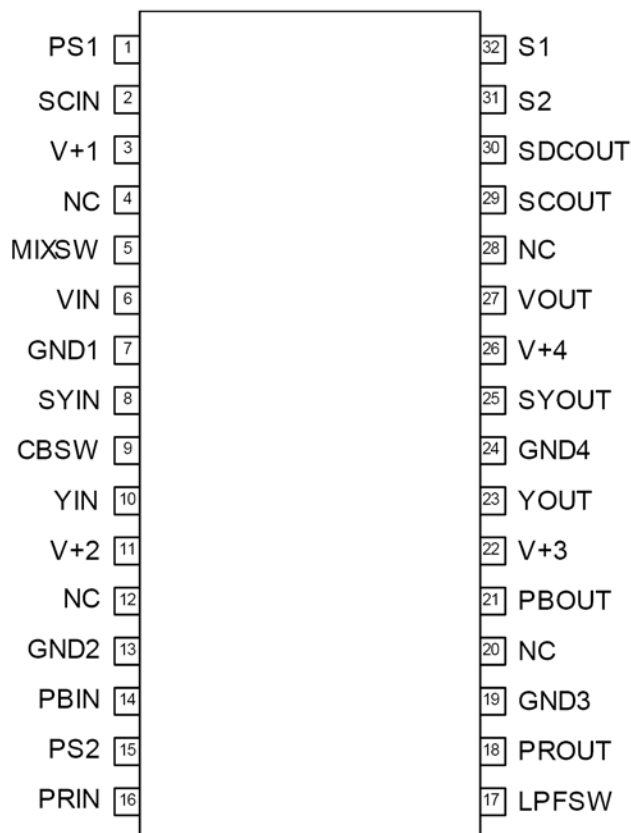 PS1 1 32 S1
SCIN 2 31 S2
V+1 3 30 SDCOUT
NC 4 29 SCOUT
MIXSW 5 28 NC
VIN 6 27 VOUT
GND1 7 26 V+4
SYIN 8 25 SYOUT
CBSW 9 24 GND4
YIN 10 23 YOUT
V+2 11 22 V+3
NC 12 21 PBOUT
GND2 13 20 NC
PBIN 14 19 GND3
PS2 15 18 PROUT
PRIN 16 17 LPFSW